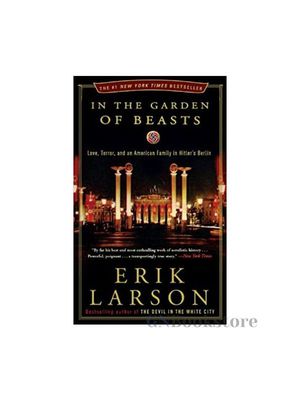 THE #1 NEW YORK TIMES BESTSELLER
IN THE GARDEN
OF BEASTS
Love, Terror, and an American Family in Hitler's Berlin
"By far his best and most enthralling work of novelistic history. . . .
Powerful, poignant . . . a transportingly true story." —New York Times
ERIK
LARSON
Bestselling author of THE DEVIL IN THE WHITE CITY
GNBookstore